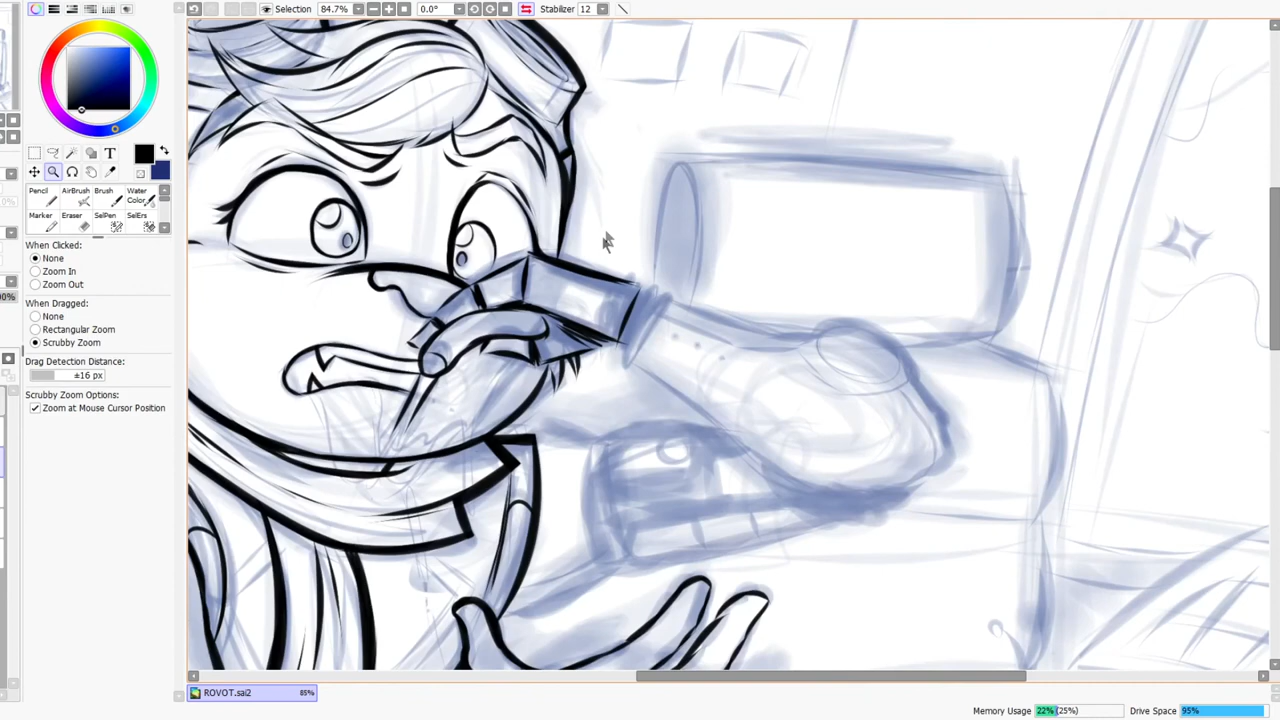 Selection 84.7% 0.0° Stabilizer 12
T
Pencil AirBrush Brush Water Color
Marker Eraser SelPen SelErs
When Clicked:
None
Zoom In
Zoom Out
When Dragged:
None
Rectangular Zoom
Scrubby Zoom
Drag Detection Distance:
±16 px
Scrubby Zoom Options:
Zoom at Mouse Cursor Position
ROVOT.sai2 85%
Memory Usage 22% (25%) Drive Space 95%